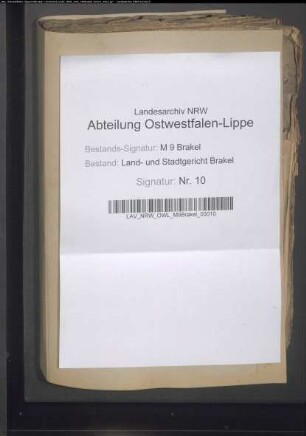 Landesarchiv NRW
Abteilung Ostwestfalen-Lippe
Bestands-Signatur: M 9 Brakel
Bestand: Land- und Stadtgericht Brakel
Signatur: Nr. 10
LAV_NRW_OWL_M9Brakel_00010